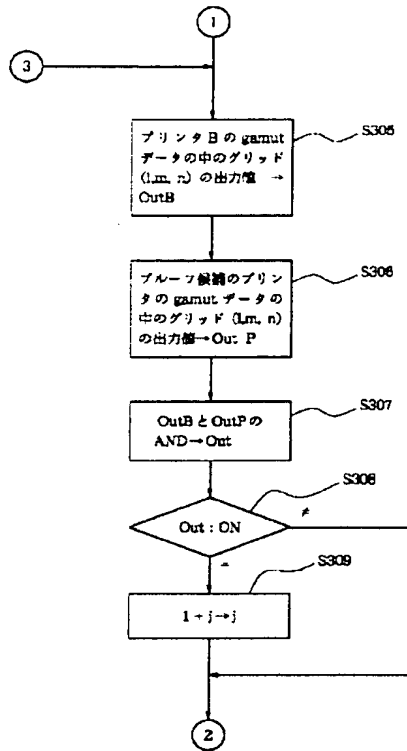 1
3
S305
プリンタBのgamut
データの中のグリッド
(l,m, n) の出力値 →
OutB
S306
プルーフ候補のプリン
タのgamutデータの
中のグリッド (l,m, n)
の出力値→Out P
S307
OutBとOutPの
AND→Out
S308
Out : ON
≠
=
S309
1 + j→j
2